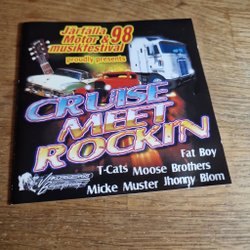 Järfälla
Motor & 98
musikfestival
proudly presents
CRUISE
MEET
ROCKIN
Fat Boy
T-Cats Moose Brothers
Micke Muster Jhonny Blom